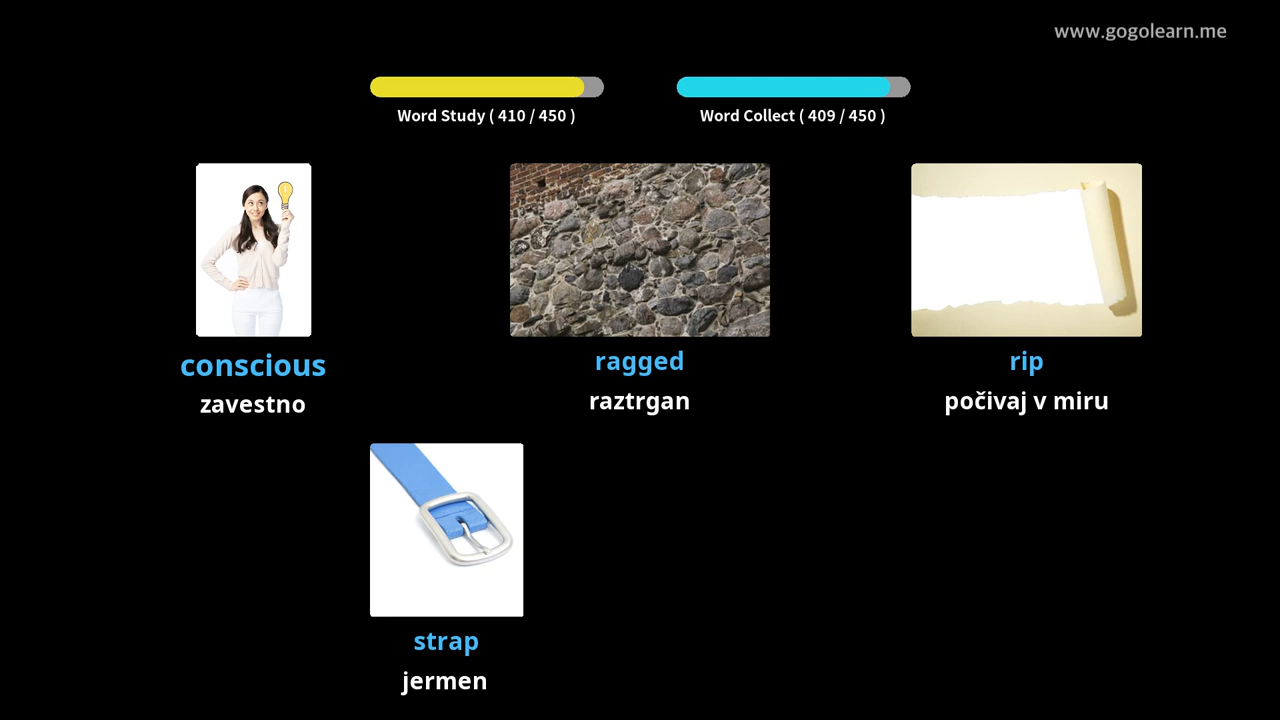 www.gogolearn.me
Word Study ( 410 / 450 )
Word Collect ( 409 / 450 )
conscious
zavestno
ragged
raztrgan
rip
počivaj v miru
strap
jermen